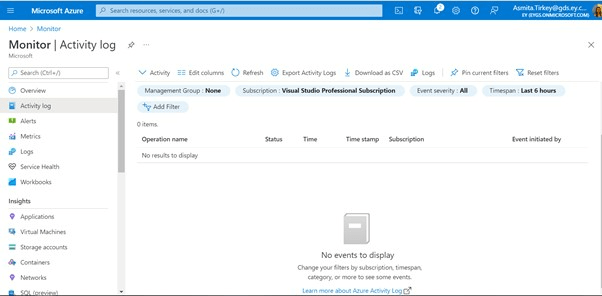 Microsoft Azure
Search resources, services, and docs (G+/)
2
Asmita.Tirkey@gds.ey.c...
EY (EYGS.ONMICROSOFT.COM)
Home > Monitor
Monitor | Activity log
Microsoft
Search (Ctrl+/)
Activity
Edit columns
Refresh
Export Activity Logs
Download as CSV
Logs
Pin current filters
Reset filters
Overview
Activity log
Alerts
Metrics
Logs
Service Health
Workbooks
Insights
Applications
Virtual Machines
Storage accounts
Containers
Networks
SQL (preview)
Management Group : None
Subscription : Visual Studio Professional Subscription
Event severity : All
Timespan : Last 6 hours
Add Filter
0 items.
Operation name Status Time Time stamp Subscription Event initiated by
No results to display
No events to display
Change your filters by subscription, timespan,
category, or more to see some events.
Learn more about Azure Activity Log